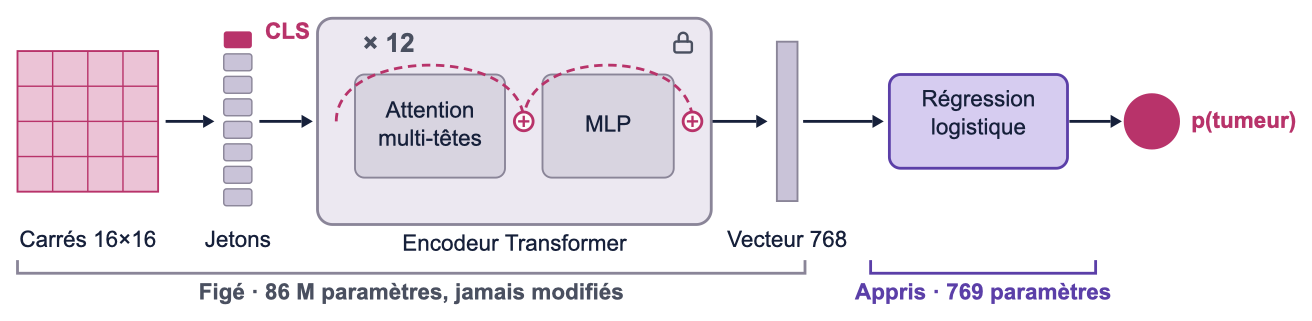 CLS
× 12
Attention
multi-têtes
MLP
Régression
logistique
p(tumeur)
Carrés 16×16
Jetons
Encodeur Transformer
Vecteur 768
Figé · 86 M paramètres, jamais modifiés
Appris · 769 paramètres